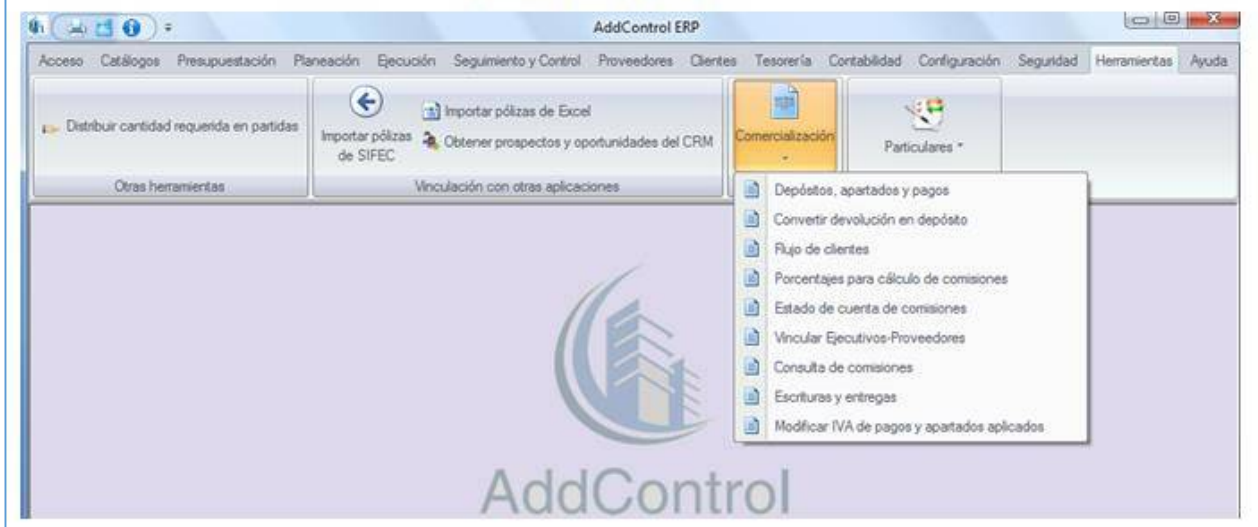 AddControl ERP
Acceso Catálogos Presupuestación Planeación Ejecución Seguimiento y Control Proveedores Clientes Tesorería Contabilidad Configuración Seguridad Herramientas Ayuda
Distribuir cantidad requerida en partidas
Importar pólizas
de SIFEC
Importar pólizas de Excel
Obtener prospectos y oportunidades del CRM
Comercialización
Particulares
Otras herramientas
Vinculación con otras aplicaciones
Depóstos, apartados y pagos
Convertir devolución en depósito
Flujo de clientes
Porcentajes para cálculo de comisiones
Estado de cuenta de comisiones
Vincular Ejecutivos-Proveedores
Consulta de comisiones
Escrituras y entregas
Modificar IVA de pagos y apartados aplicados
AddControl